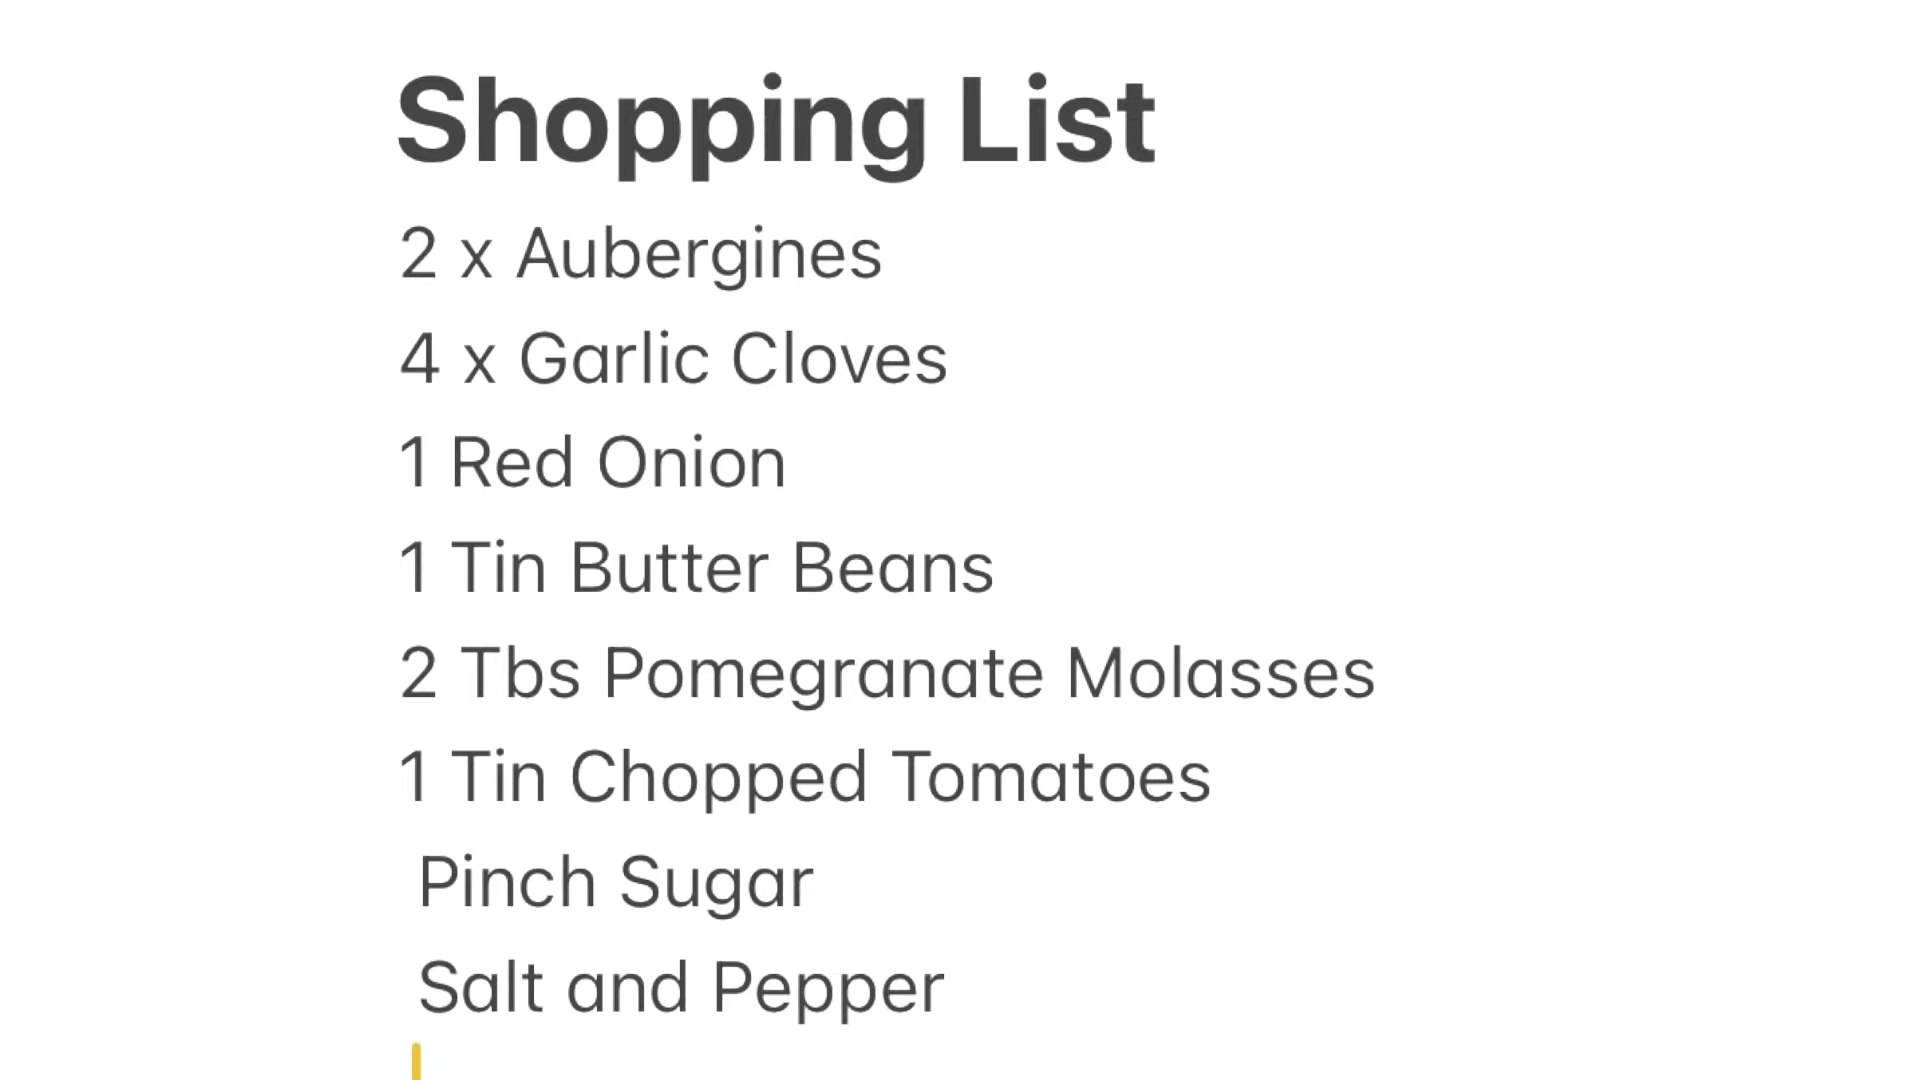 Shopping List
2 x Aubergines
4 x Garlic Cloves
1 Red Onion
1 Tin Butter Beans
2 Tbs Pomegranate Molasses
1 Tin Chopped Tomatoes
Pinch Sugar
Salt and Pepper